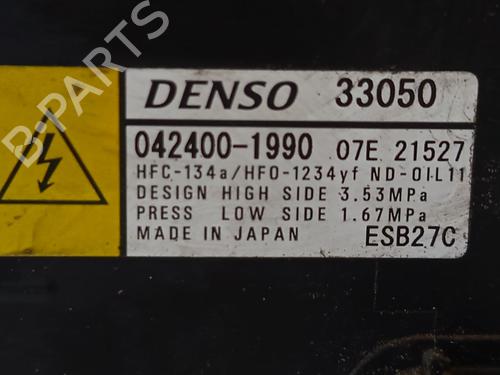 B PARTS
DENSO 33050
042400-1990 07E 21527
HFC-134a/HFO-1234yf ND-OIL11
DESIGN HIGH SIDE 3.53MPa
PRESS LOW SIDE 1.67MPa
MADE IN JAPAN ESB27C